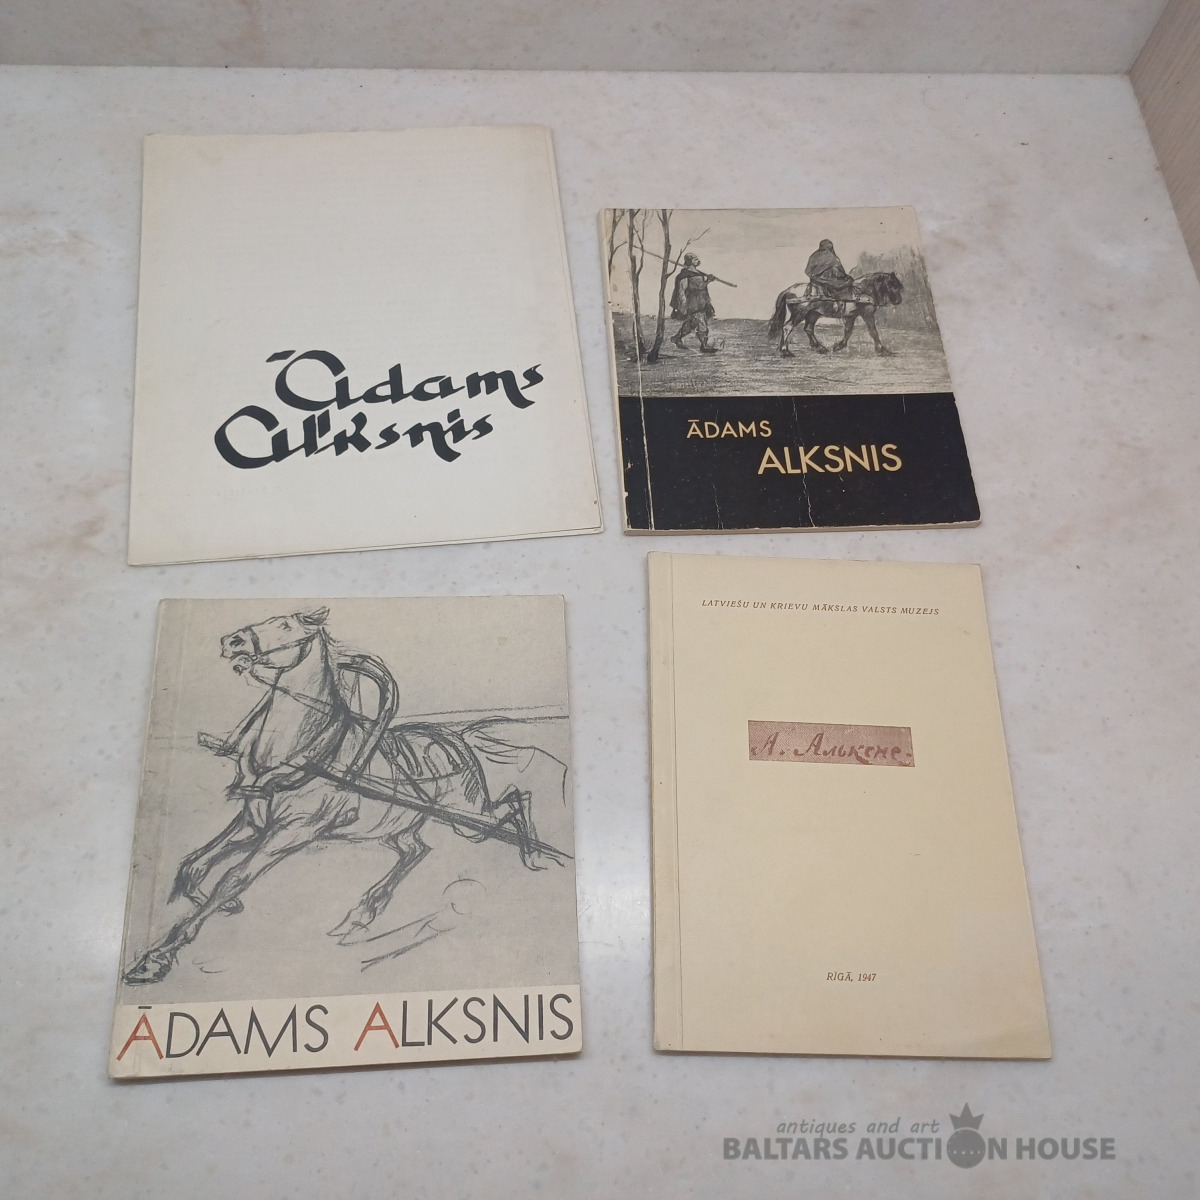 Ādams
Alksnis
ĀDAMS
ALKSNIS
ĀDAMS ALKSNIS
LATVIEŠU UN KRIEVU MĀKSLAS VALSTS MUZEJS
А. Алькснe.
RĪGĀ, 1947
antiques and art
BALTARS AUCTION HOUSE